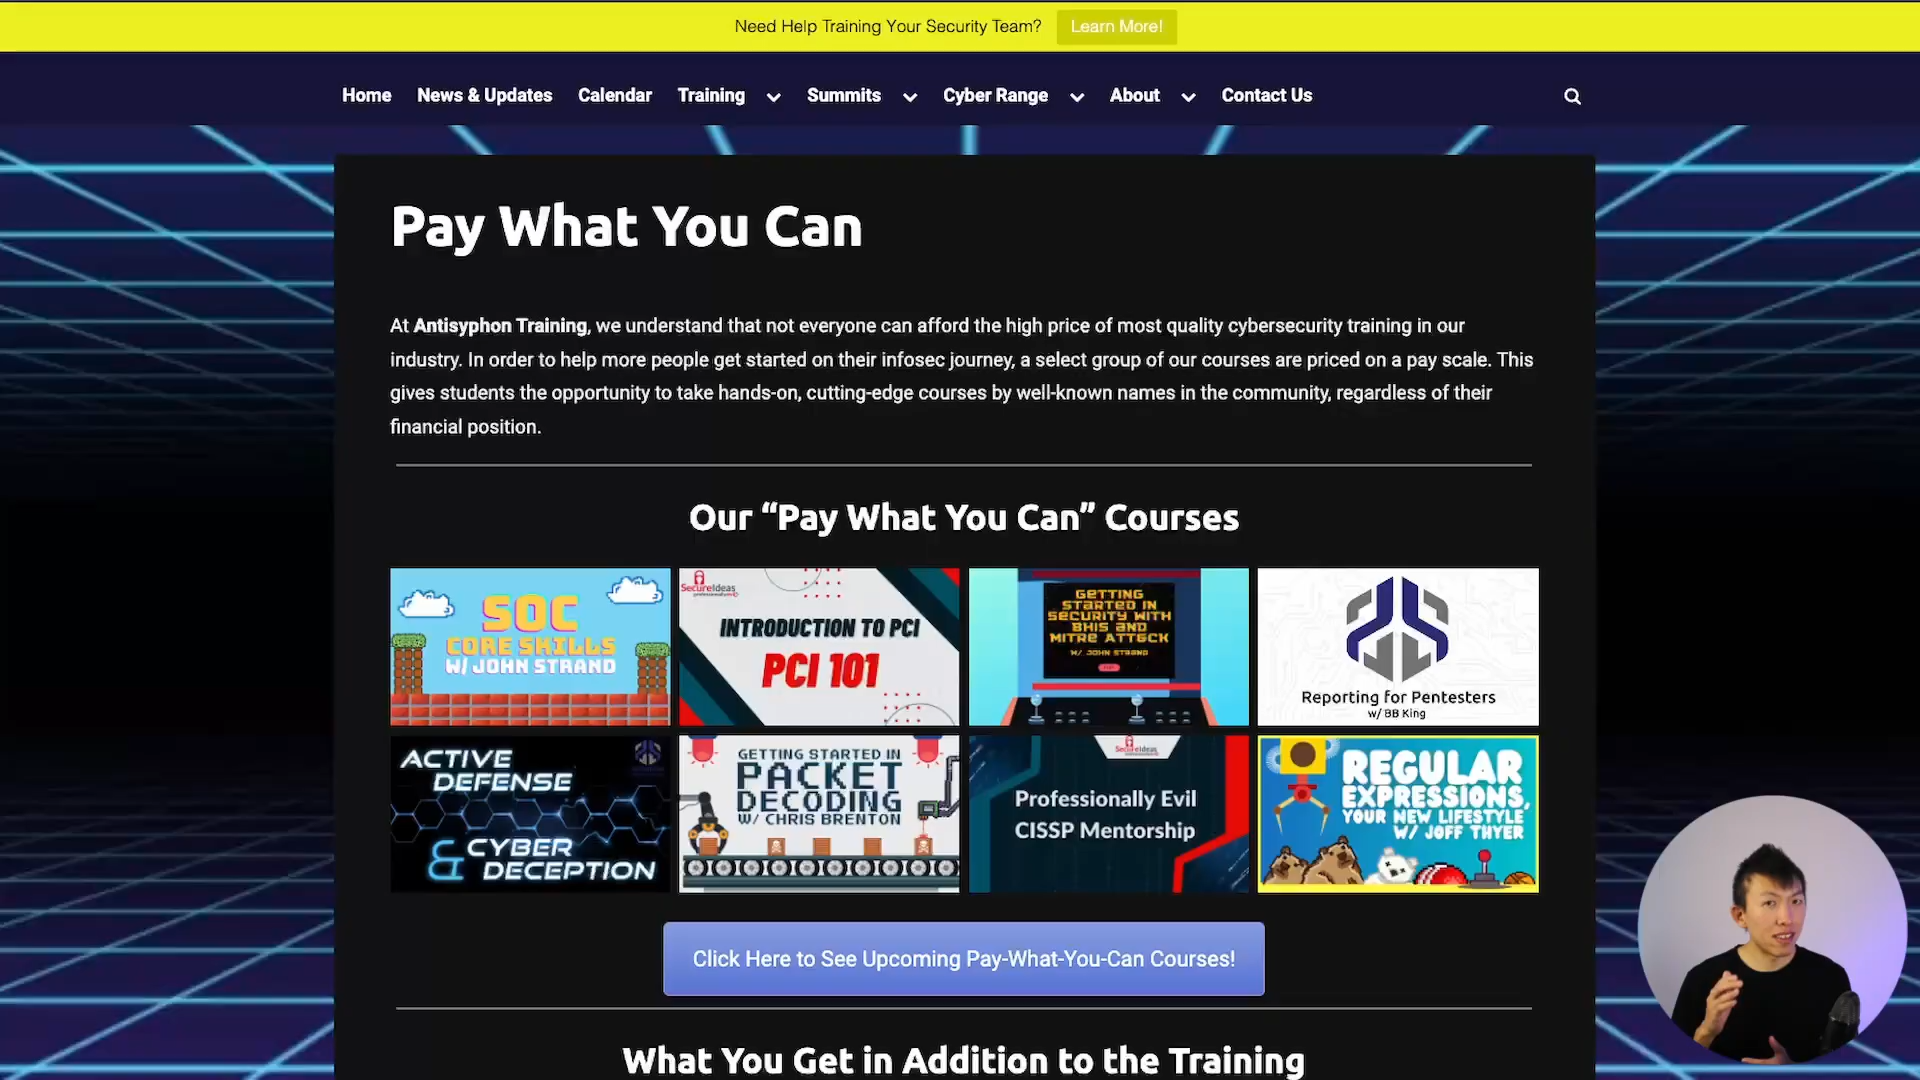 Need Help Training Your Security Team? Learn More!
Home News & Updates Calendar Training Summits Cyber Range About Contact Us
Pay What You Can
At Antisyphon Training, we understand that not everyone can afford the high price of most quality cybersecurity training in our
industry. In order to help more people get started on their infosec journey, a select group of our courses are priced on a pay scale. This
gives students the opportunity to take hands-on, cutting-edge courses by well-known names in the community, regardless of their
financial position.
Our “Pay What You Can” Courses
SOC
CORE SKILLS
W/ JOHN STRAND
SecureIdeas
INTRODUCTION TO PCI
PCI 101
GETTING
STARTED IN
SECURITY WITH
BHIS AND
MITRE ATT&CK
W/ JOHN STRAND
Reporting for Pentesters
w/ BB King
ACTIVE
DEFENSE
& CYBER
DECEPTION
GETTING STARTED IN
PACKET
DECODING
W/ CHRIS BRENTON
SecureIdeas
Professionally Evil
CISSP Mentorship
REGULAR
EXPRESSIONS,
YOUR NEW LIFESTYLE
W/ JOFF THYER
Click Here to See Upcoming Pay-What-You-Can Courses!
What You Get in Addition to the Training